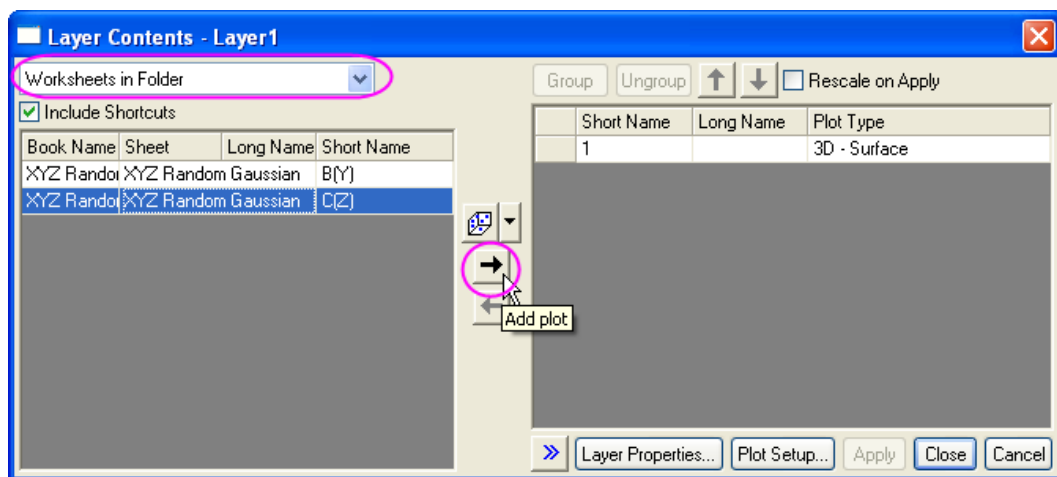 Layer Contents - Layer1
Worksheets in Folder
Group Ungroup Rescale on Apply
Include Shortcuts
Short Name Long Name Plot Type
Book Name Sheet Long Name Short Name
1 3D - Surface
XYZ Random XYZ Random Gaussian B(Y)
XYZ Random XYZ Random Gaussian C(Z)
Add plot
Layer Properties... Plot Setup... Apply Close Cancel